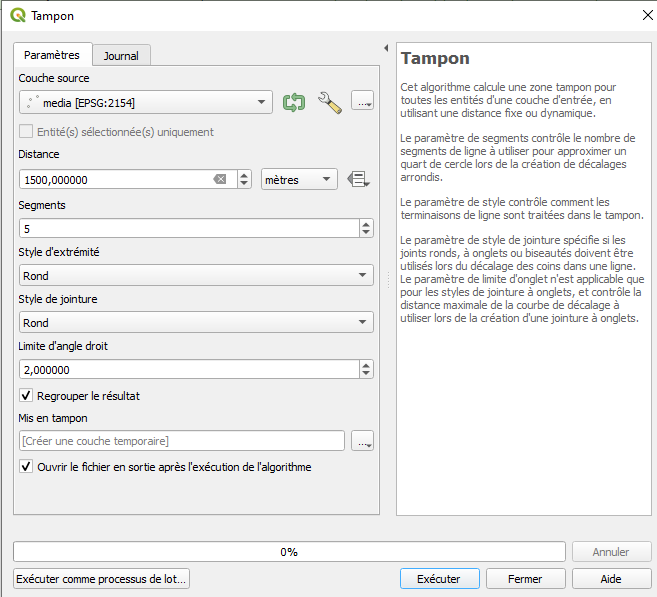 Tampon
Paramètres
Journal
Couche source
media [EPSG:2154]
...
Entité(s) sélectionnée(s) uniquement
Distance
1500,000000
mètres
Segments
5
Style d'extrémité
Rond
Style de jointure
Rond
Limite d'angle droit
2,000000
Regrouper le résultat
Mis en tampon
[Créer une couche temporaire]
...
Ouvrir le fichier en sortie après l'exécution de l'algorithme
Tampon
Cet algorithme calcule une zone tampon pour
toutes les entités d'une couche d'entrée, en
utilisant une distance fixe ou dynamique.
Le paramètre de segments contrôle le nombre de
segments de ligne à utiliser pour approximer un
quart de cercle lors de la création de décalages
arrondis.
Le paramètre de style contrôle comment les
terminaisons de ligne sont traitées dans le tampon.
Le paramètre de style de jointure spécifie si les
joints ronds, à onglets ou biseautés doivent être
utilisés lors du décalage des coins dans une ligne.
Le paramètre de limite d'onglet n'est applicable que
pour les styles de jointure à onglets, et contrôle la
distance maximale de la courbe de décalage à
utiliser lors de la création d'une jointure à onglets.
0%
Annuler
Exécuter comme processus de lot...
Exécuter
Fermer
Aide